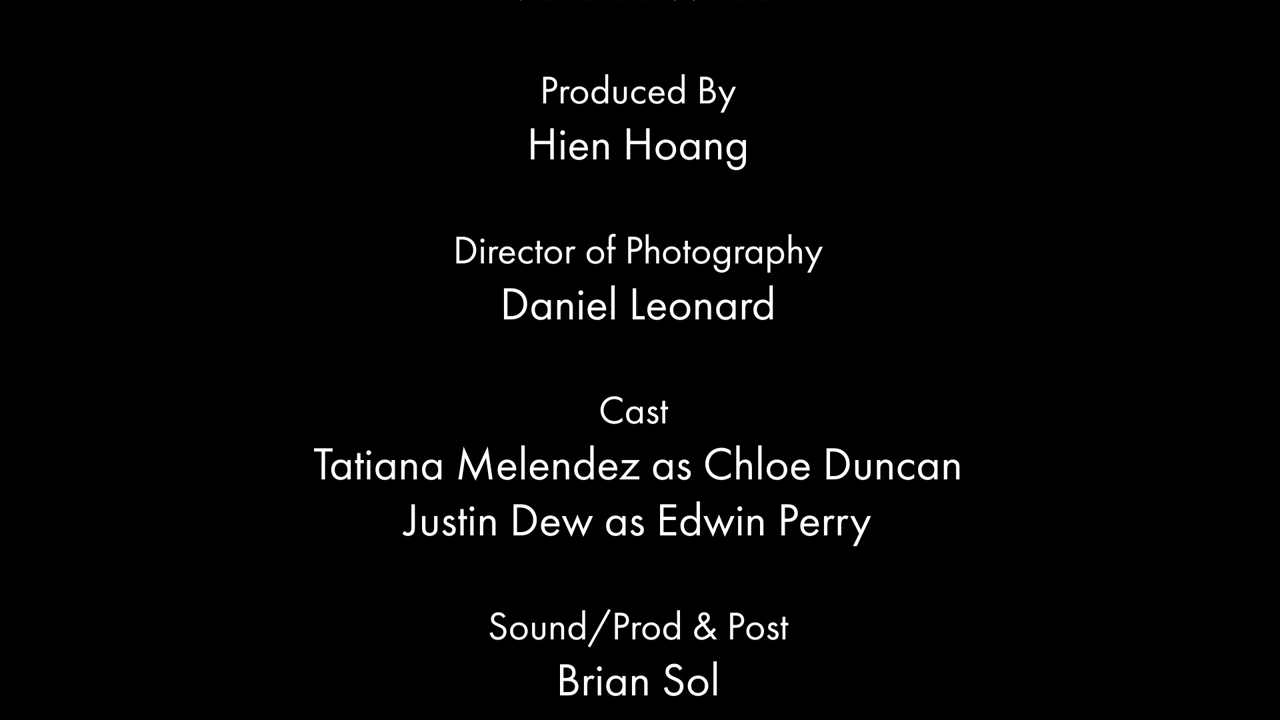 Produced By
Hien Hoang
Director of Photography
Daniel Leonard
Cast
Tatiana Melendez as Chloe Duncan
Justin Dew as Edwin Perry
Sound/Prod & Post
Brian Sol